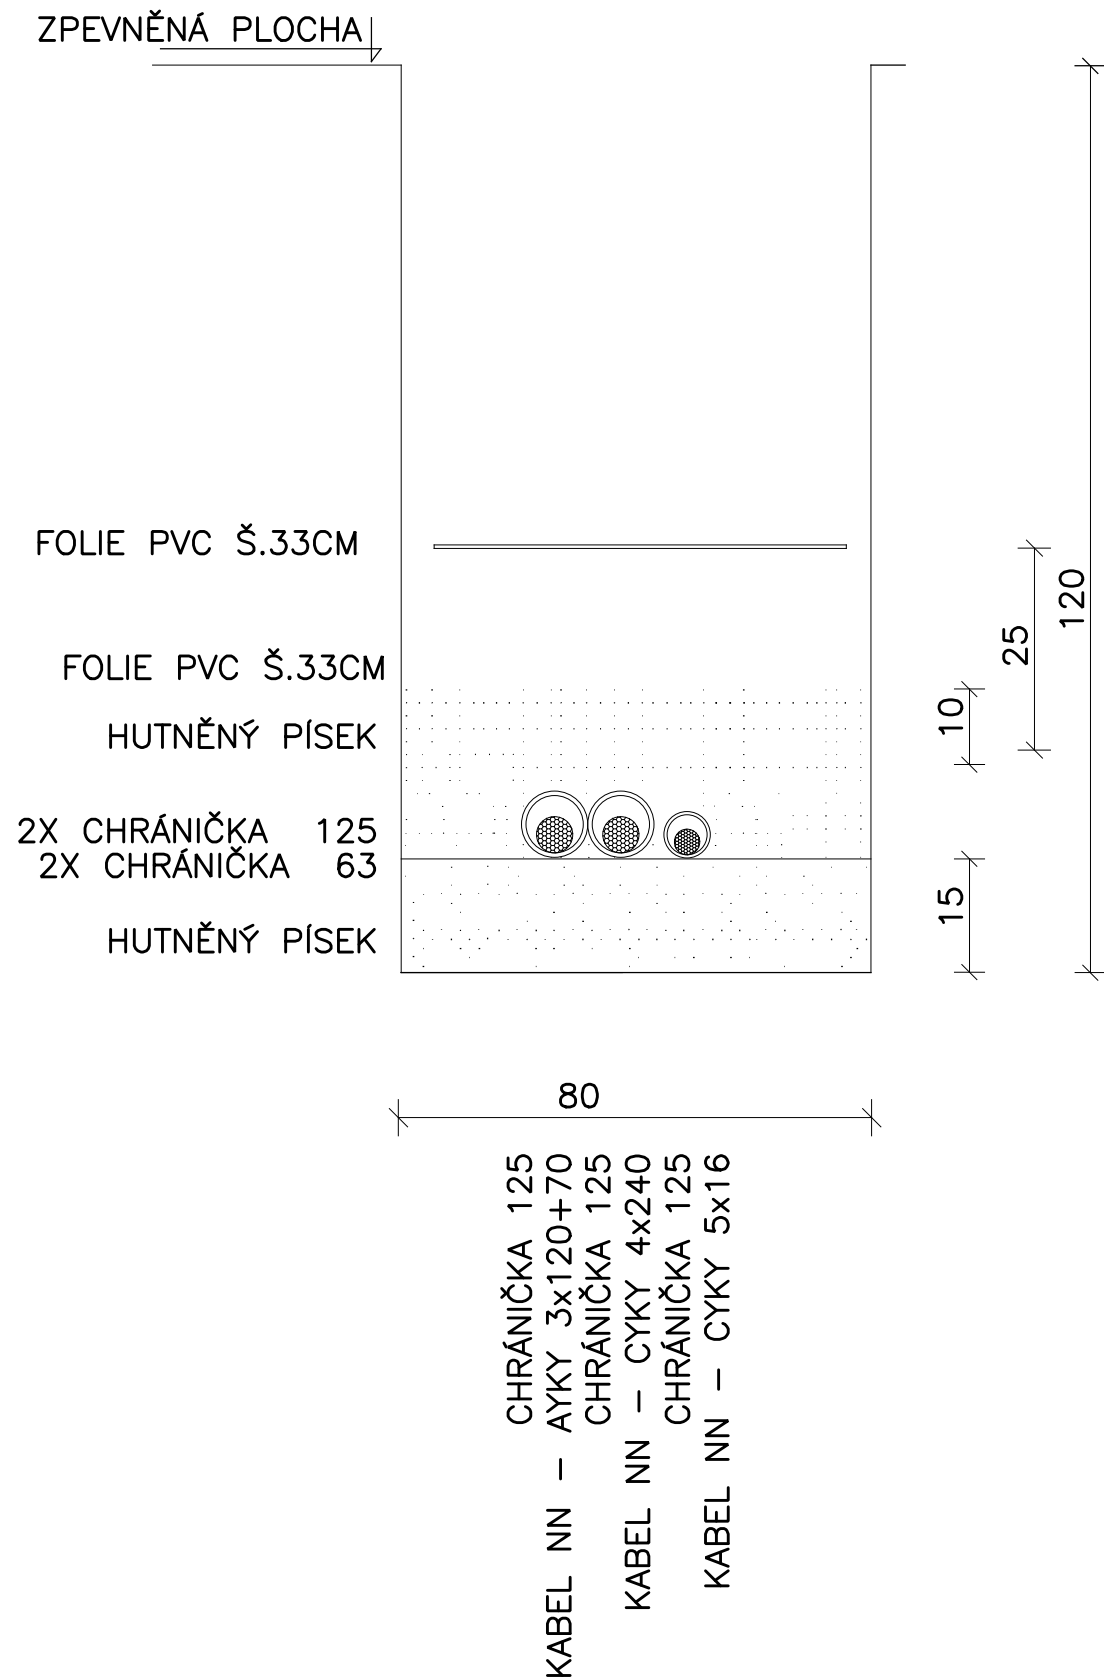 ZPEVNĚNÁ PLOCHA
FOLIE PVC Š.33CM
FOLIE PVC Š.33CM
HUTNĚNÝ PÍSEK
2X CHRÁNIČKA 125
2X CHRÁNIČKA 63
HUTNĚNÝ PÍSEK
10
15
25
120
80
CHRÁNIČKA 125
KABEL NN – AYKY 3x120+70
CHRÁNIČKA 125
KABEL NN – CYKY 4x240
CHRÁNIČKA 125
KABEL NN – CYKY 5x16